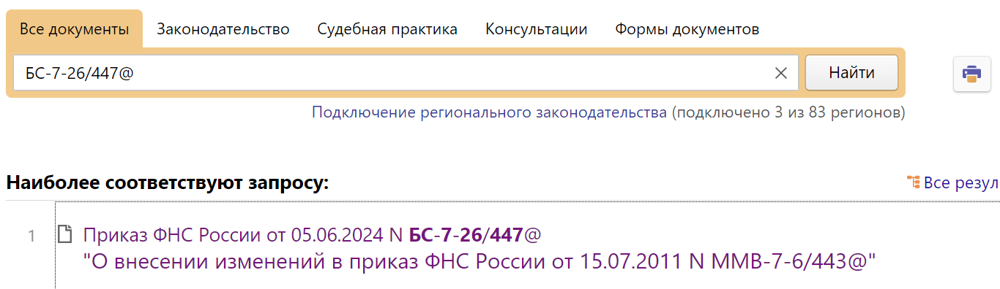 Все документы Законодательство Судебная практика Консультации Формы документов
БС-7-26/447@ Найти
Подключение регионального законодательства (подключено 3 из 83 регионов)
Наиболее соответствуют запросу: Все резул
1 Приказ ФНС России от 05.06.2024 N БС-7-26/447@
"О внесении изменений в приказ ФНС России от 15.07.2011 N ММВ-7-6/443@"